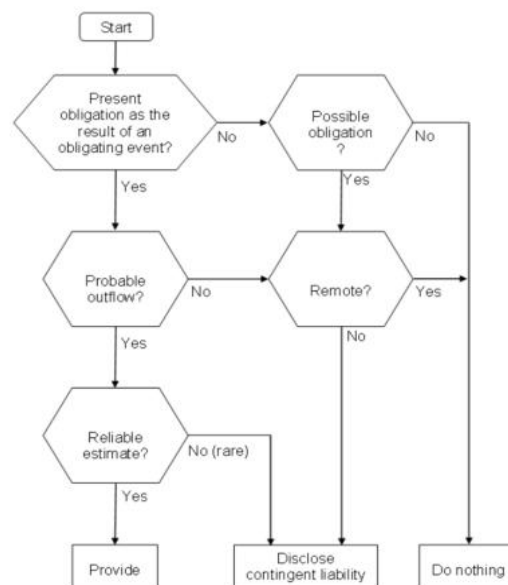 Start
Present
obligation as the
result of an
obligating event?
No
Possible
obligation
?
No
Yes
Yes
Probable
outflow?
No
Remote?
Yes
Yes
No
Reliable
estimate?
No (rare)
Yes
Provide
Disclose
contingent liability
Do nothing